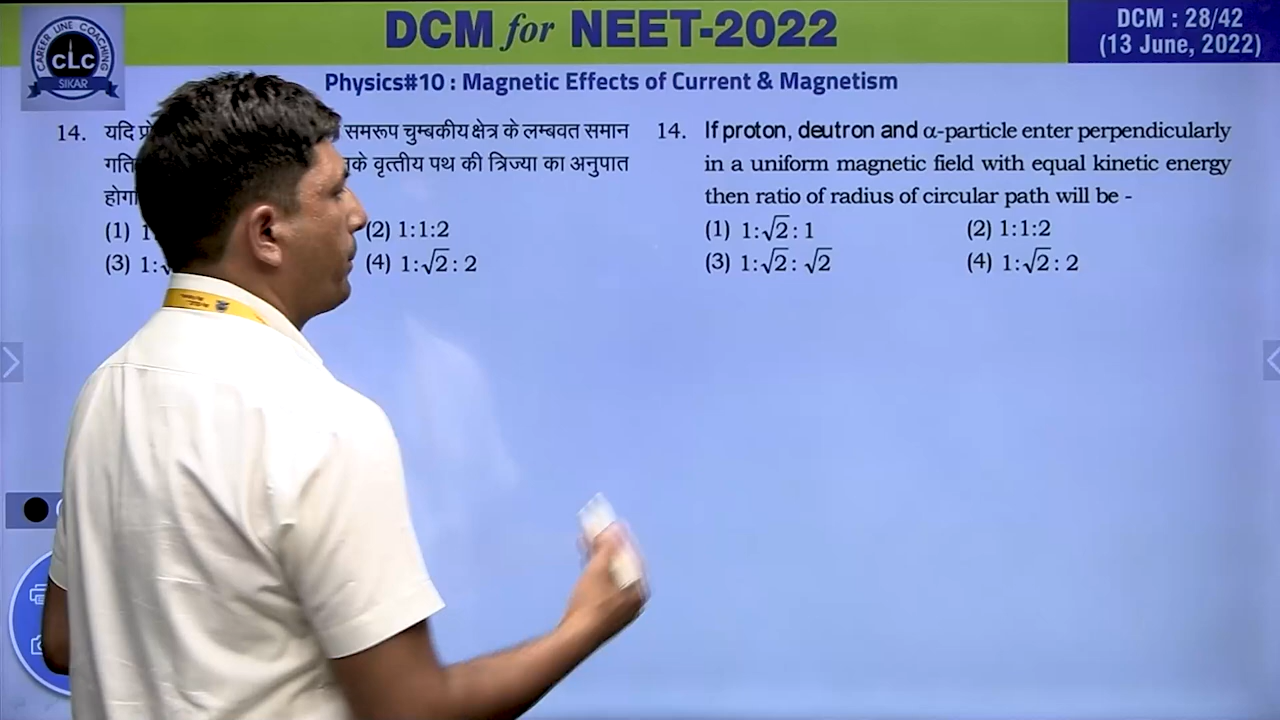 DCM for NEET-2022
DCM : 28/42
(13 June, 2022)
CAREER LINE COACHING
CLC
SIKAR
Physics#10 : Magnetic Effects of Current & Magnetism
14. यदि समरूप चुम्बकीय क्षेत्र के लम्बवत समान
गति वृत्तीय पथ की त्रिज्या का अनुपात
(1) (2) 1:1:2
(3) (4) 1:√2 : 2
14. If proton, deutron and α-particle enter perpendicularly
in a uniform magnetic field with equal kinetic energy
then ratio of radius of circular path will be -
(1) 1:√2 : 1 (2) 1:1:2
(3) 1:√2 : √2 (4) 1:√2 : 2